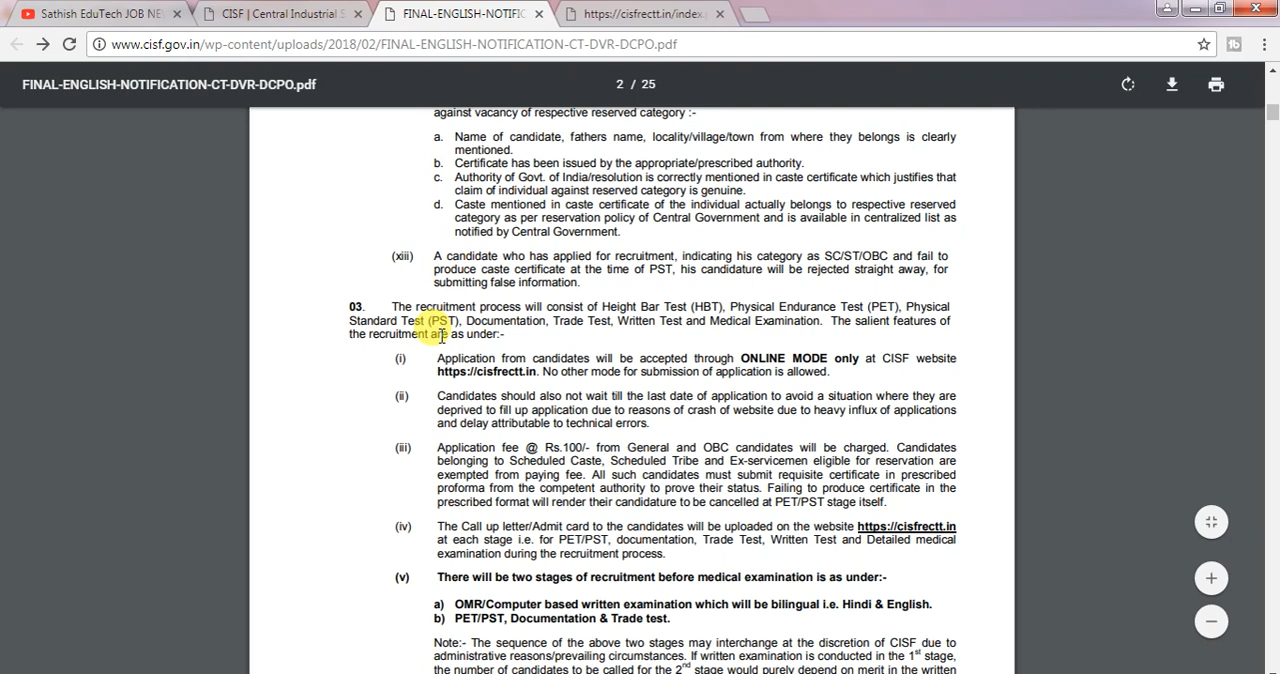 Sathish EduTech JOB NE
CISF | Central Industrial S
FINAL-ENGLISH-NOTIFIC
https://cisfrectt.in/index.p
www.cisf.gov.in/wp-content/uploads/2018/02/FINAL-ENGLISH-NOTIFICATION-CT-DVR-DCPO.pdf
FINAL-ENGLISH-NOTIFICATION-CT-DVR-DCPO.pdf 2 / 25
against vacancy of respective reserved category :-
a. Name of candidate, fathers name, locality/village/town from where they belongs is clearly
mentioned.
b. Certificate has been issued by the appropriate/prescribed authority.
c. Authority of Govt. of India/resolution is correctly mentioned in caste certificate which justifies that
claim of individual against reserved category is genuine.
d. Caste mentioned in caste certificate of the individual actually belongs to respective reserved
category as per reservation policy of Central Government and is available in centralized list as
notified by Central Government.
(xiii) A candidate who has applied for recruitment, indicating his category as SC/ST/OBC and fail to
produce caste certificate at the time of PST, his candidature will be rejected straight away, for
submitting false information.
03. The recruitment process will consist of Height Bar Test (HBT), Physical Endurance Test (PET), Physical
Standard Test (PST), Documentation, Trade Test, Written Test and Medical Examination. The salient features of
the recruitment are as under:-
(i) Application from candidates will be accepted through ONLINE MODE only at CISF website
https://cisfrectt.in. No other mode for submission of application is allowed.
(ii) Candidates should also not wait till the last date of application to avoid a situation where they are
deprived to fill up application due to reasons of crash of website due to heavy influx of applications
and delay attributable to technical errors.
(iii) Application fee @ Rs.100/- from General and OBC candidates will be charged. Candidates
belonging to Scheduled Caste, Scheduled Tribe and Ex-servicemen eligible for reservation are
exempted from paying fee. All such candidates must submit requisite certificate in prescribed
proforma from the competent authority to prove their status. Failing to produce certificate in the
prescribed format will render their candidature to be cancelled at PET/PST stage itself.
(iv) The Call up letter/Admit card to the candidates will be uploaded on the website https://cisfrectt.in
at each stage i.e. for PET/PST, documentation, Trade Test, Written Test and Detailed medical
examination during the recruitment process.
(v) There will be two stages of recruitment before medical examination is as under:-
a) OMR/Computer based written examination which will be bilingual i.e. Hindi & English.
b) PET/PST, Documentation & Trade test.
Note:- The sequence of the above two stages may interchange at the discretion of CISF due to
administrative reasons/prevailing circumstances. If written examination is conducted in the 1st stage,
the number of candidates to be called for the 2nd stage would purely depend on merit in the written